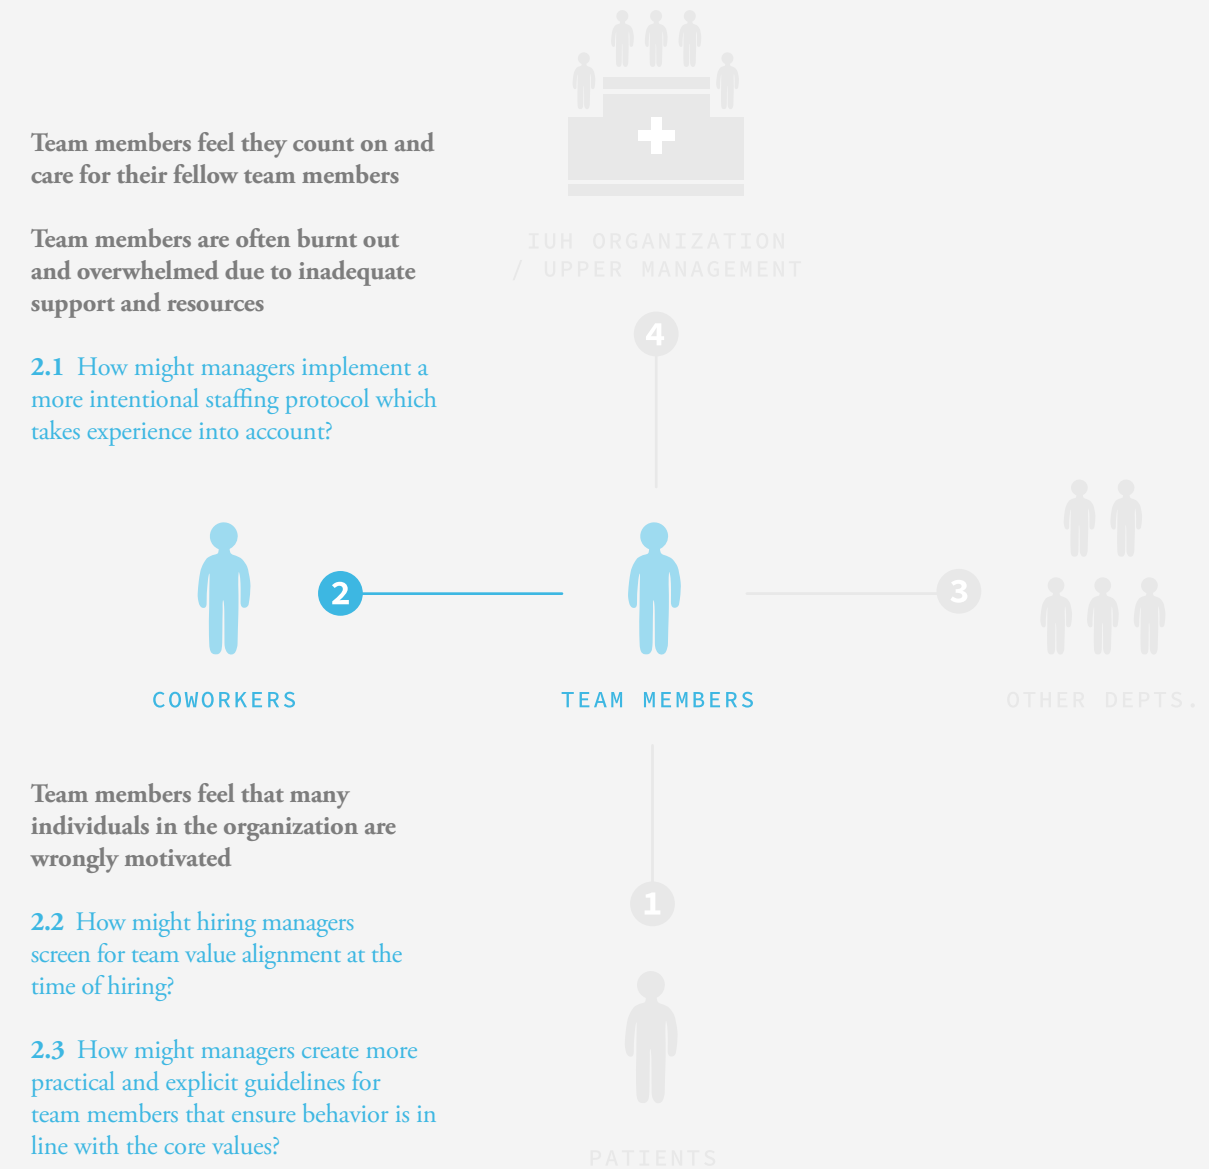 Team members feel they count on and
care for their fellow team members
Team members are often burnt out
and overwhelmed due to inadequate
support and resources
2.1 How might managers implement a
more intentional staffing protocol which
takes experience into account?
IUH ORGANIZATION
/ UPPER MANAGEMENT
4
2
3
COWORKERS
TEAM MEMBERS
OTHER DEPTS.
Team members feel that many
individuals in the organization are
wrongly motivated
2.2 How might hiring managers
screen for team value alignment at the
time of hiring?
2.3 How might managers create more
practical and explicit guidelines for
team members that ensure behavior is in
line with the core values?
1
PATIENTS